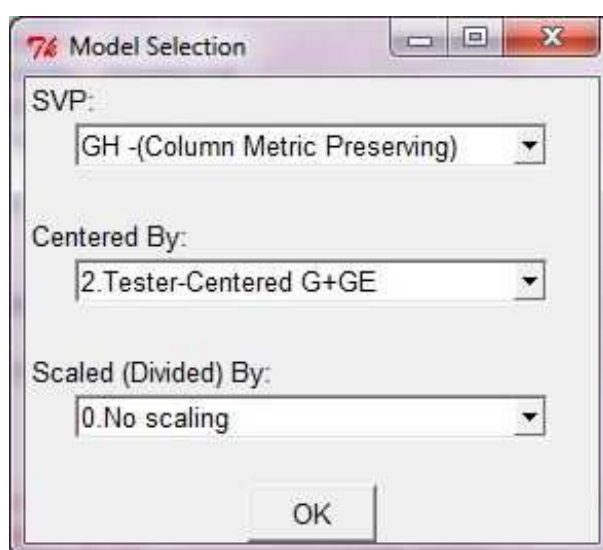 Model Selection
SVP:
GH -(Column Metric Preserving)
Centered By:
2.Tester-Centered G+GE
Scaled (Divided) By:
0.No scaling
OK